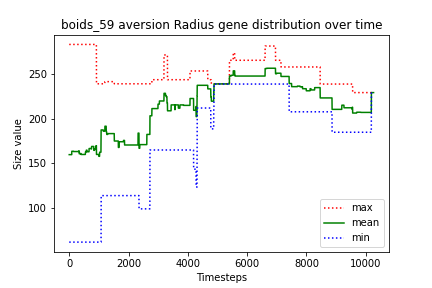 boids_59 aversion Radius gene distribution over time
Size value
250
200
150
100
0
2000
4000
6000
8000
10000
Timesteps
max
mean
min